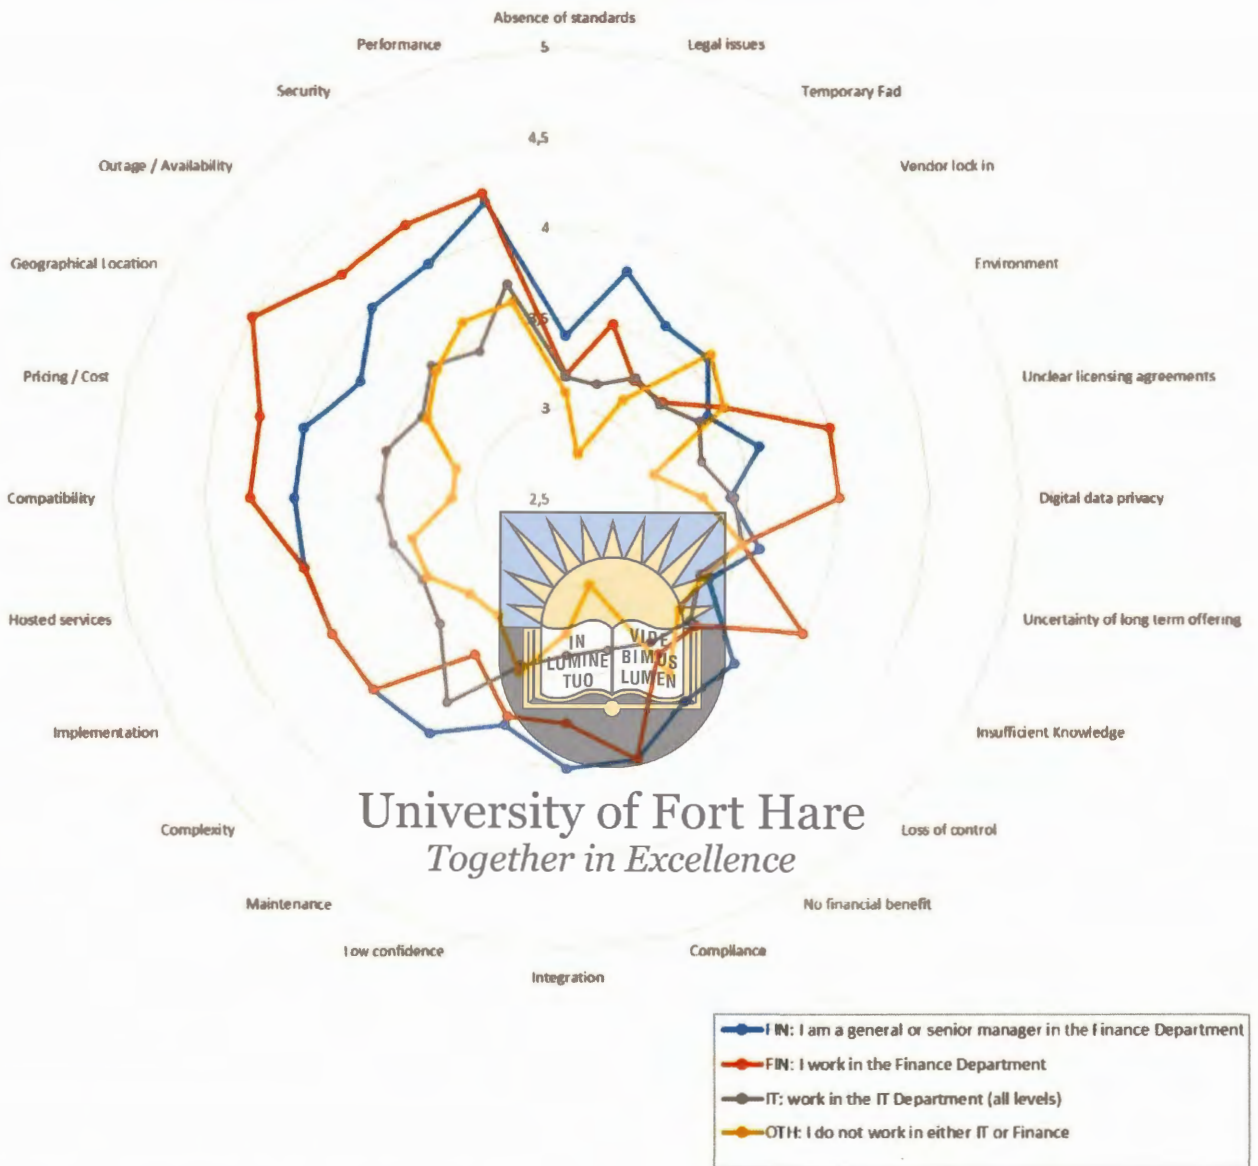 Absence of standards
Performance
Legal issues
5
Security
Temporary Fad
4,5
Outage / Availability
Vendor lock in
4
Geographical Location
Environment
3,5
Pricing / Cost
Unclear licensing agreements
3
Compatibility
2,5
Digital data privacy
Hosted services
Uncertainty of long term offering
IN
LUMINE
TUO
VIDE
BIMUS
LUMEN
Implementation
Insufficient Knowledge
University of Fort Hare
Together in Excellence
Complexity
Loss of control
Maintenance
No financial benefit
Low confidence
Compliance
Integration
FIN: I am a general or senior manager in the Finance Department
FIN: I work in the Finance Department
IT: work in the IT Department (all levels)
OTH: I do not work in either IT or Finance